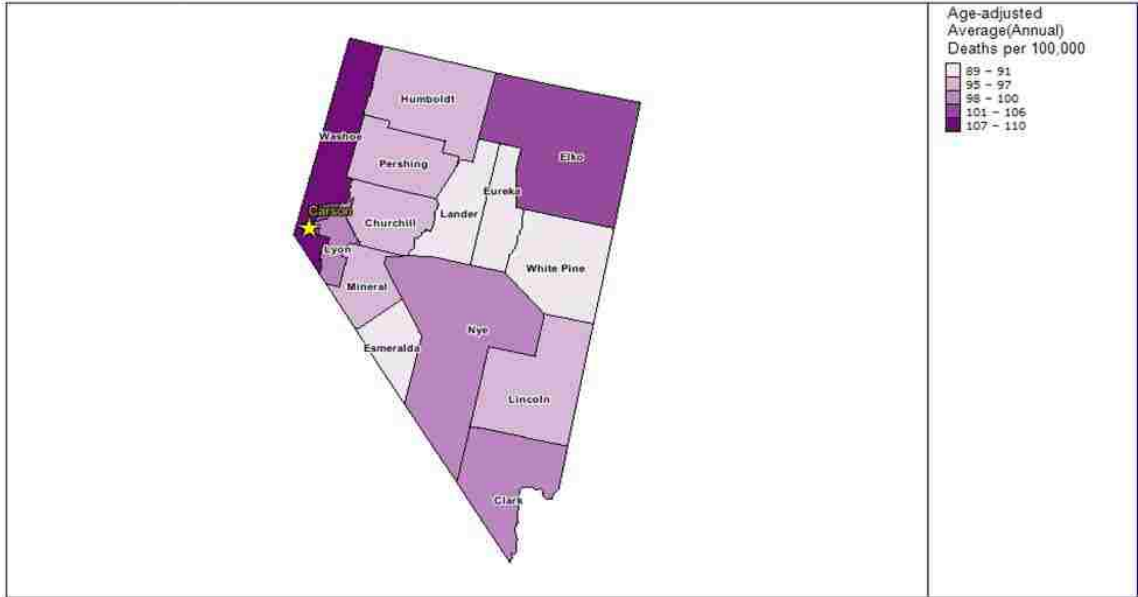 Age-adjusted
Average(Annual)
Deaths per 100,000
89 – 91
95 – 97
98 – 100
101 – 106
107 – 110
Humboldt
Washoe
Elko
Pershing
Eureka
Carson
Lander
Churchill
Lyon
White Pine
Mineral
Nye
Esmeralda
Lincoln
Clark